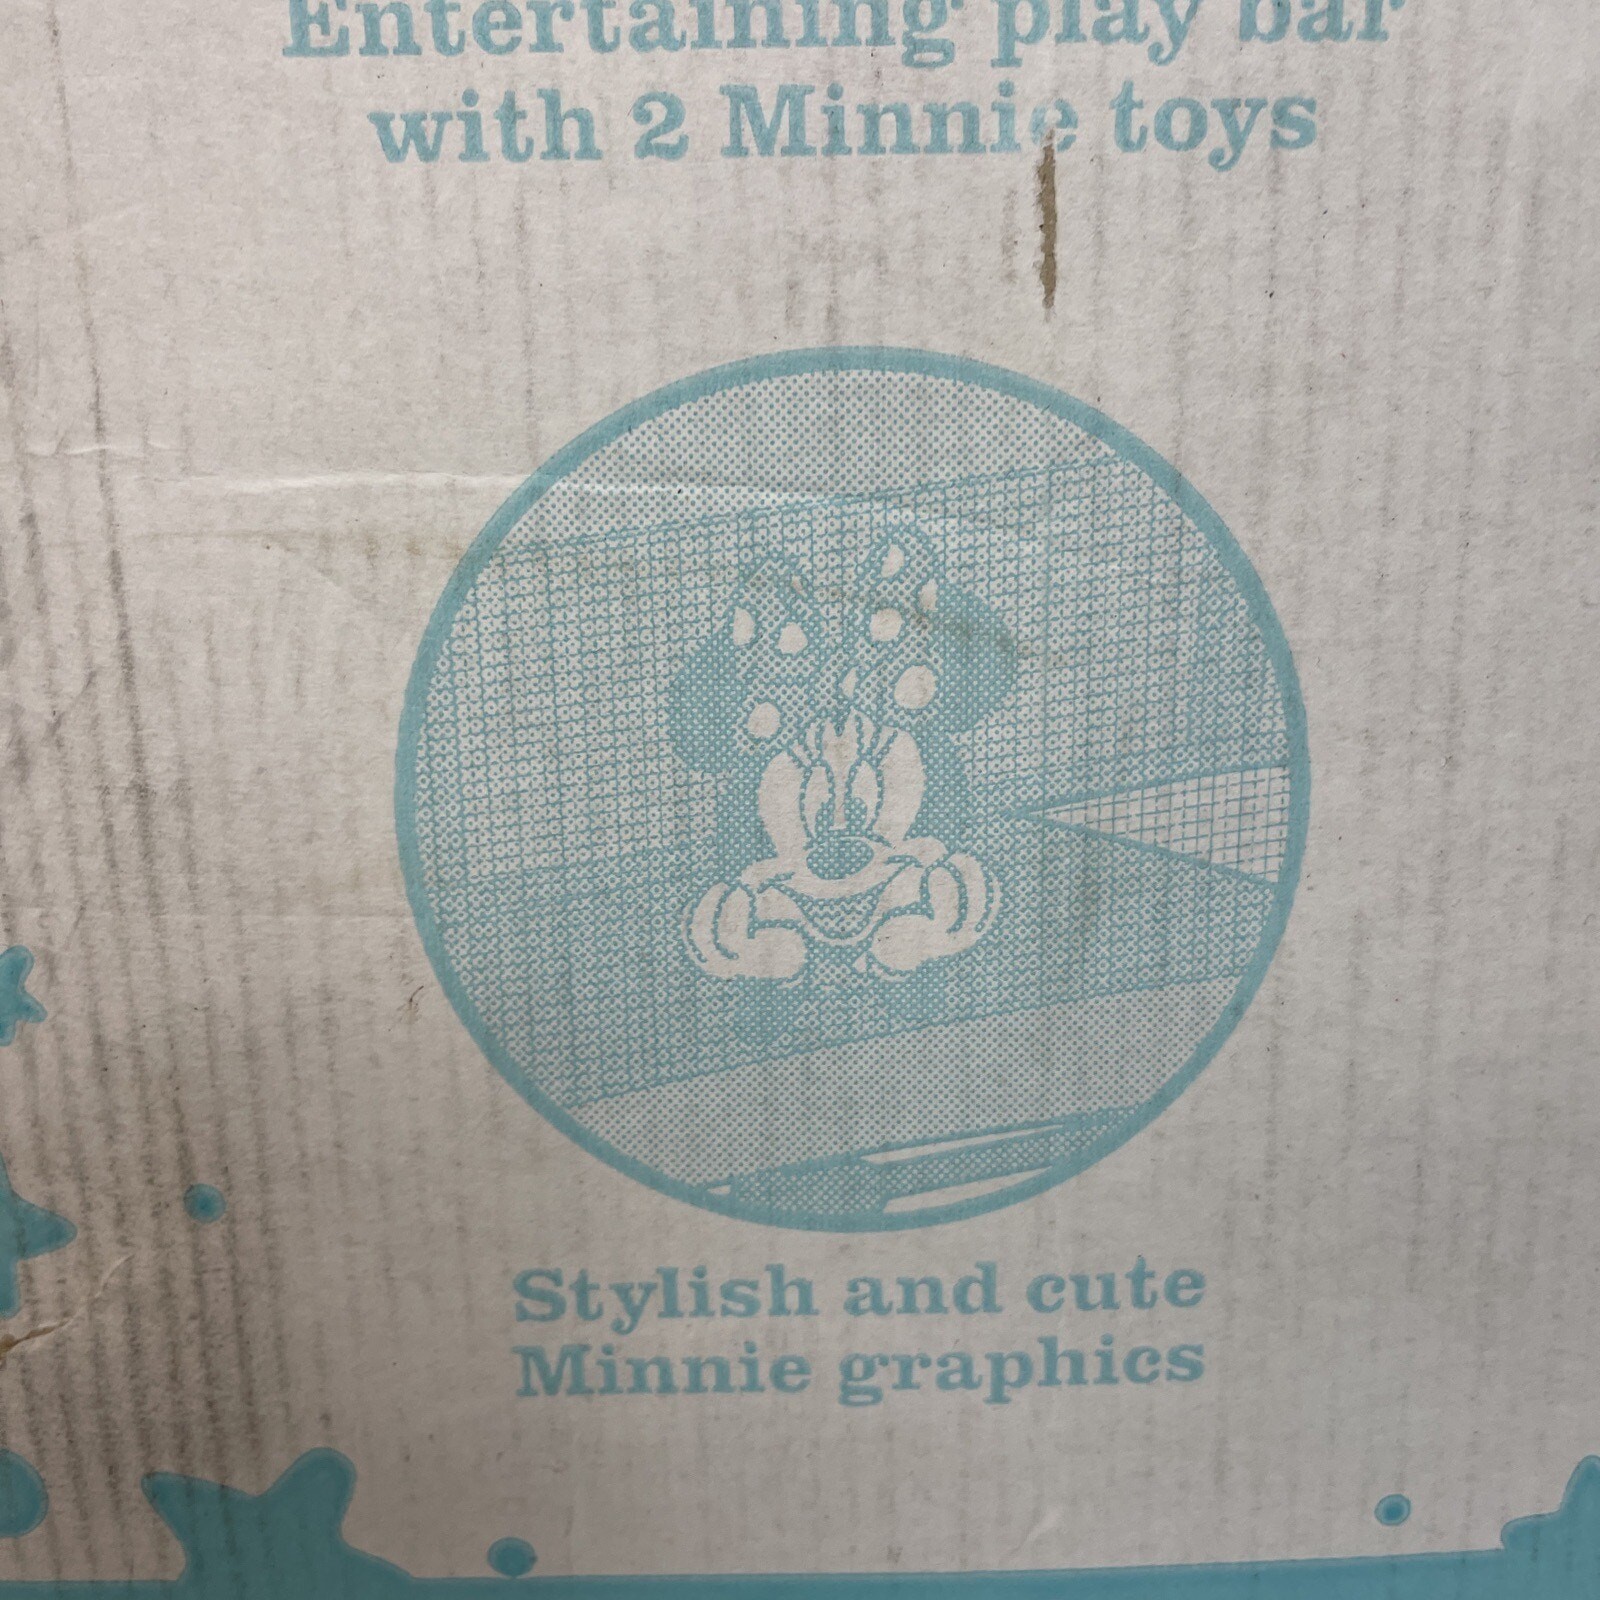 Entertaining play bar
with 2 Minnie toys
Stylish and cute
Minnie graphics